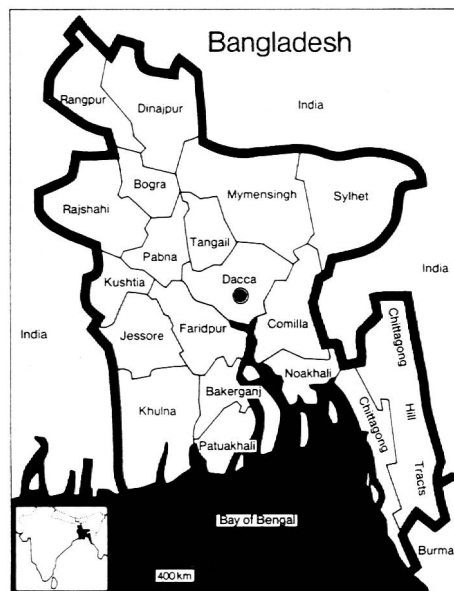 Bangladesh
Rangpur
Dinajpur
India
Bogra
Mymensingh
Sylhet
Rajshahi
Tangail
Pabna
Dacca
India
Kushtia
Comilla
Chittagong
India
Jessore
Faridpur
Noakhali
Bakerganj
Chittagong
Hill
Khulna
Patuakhali
Tracts
Bay of Bengal
Burma
400 km